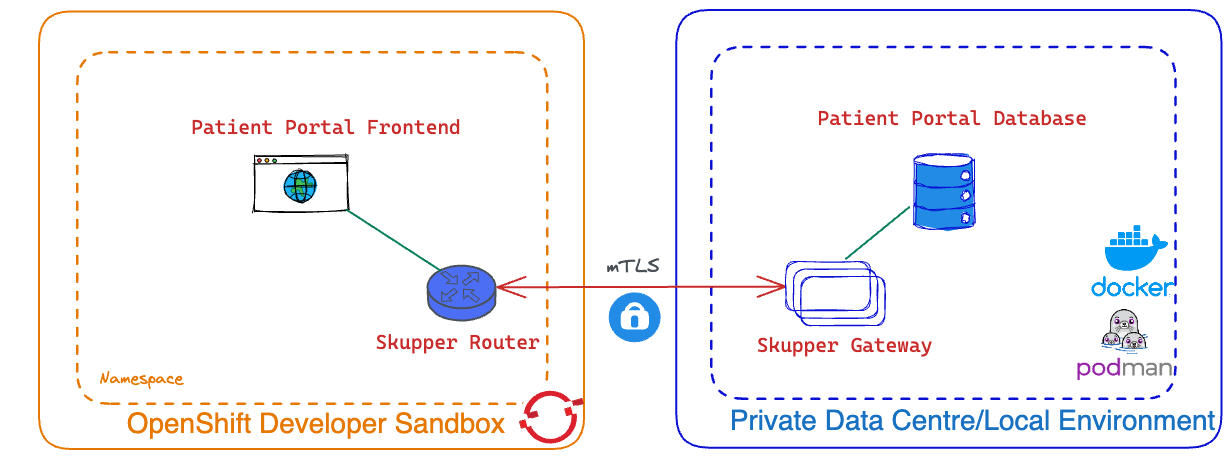 Patient Portal Frontend
Patient Portal Database
mTLS
docker
Skupper Router
Skupper Gateway
podman
Namespace
OpenShift Developer Sandbox
Private Data Centre/Local Environment